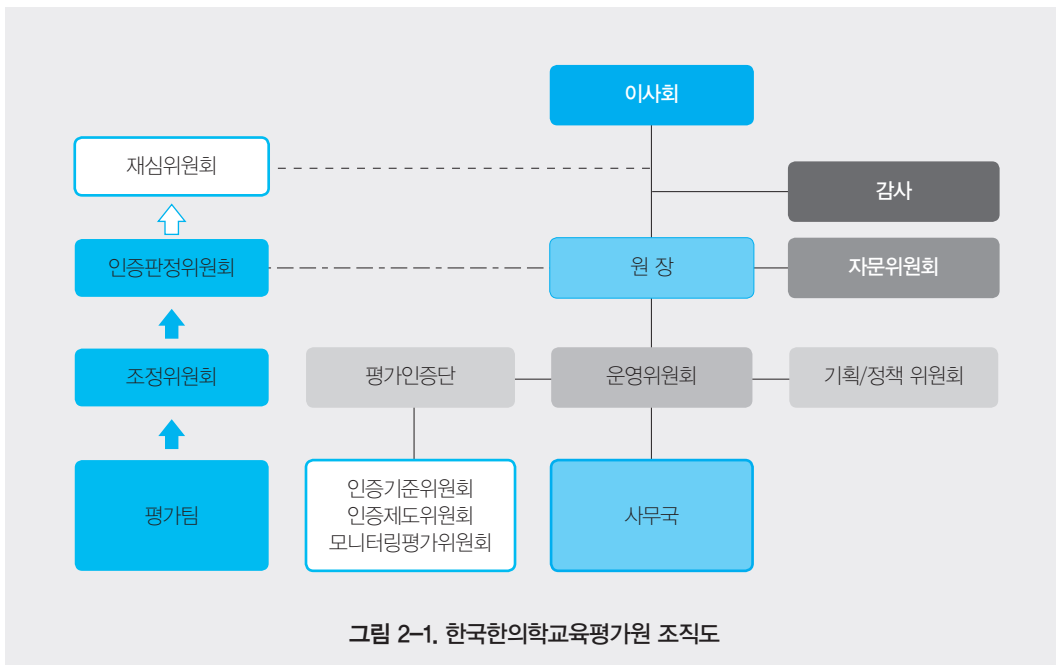 이사회
재심위원회
감사
인증판정위원회
원 장
자문위원회
조정위원회
평가인증단
운영위원회
기획/정책 위원회
평가팀
인증기준위원회
인증제도위원회
모니터링평가위원회
사무국
그림 2-1. 한국한의학교육평가원 조직도